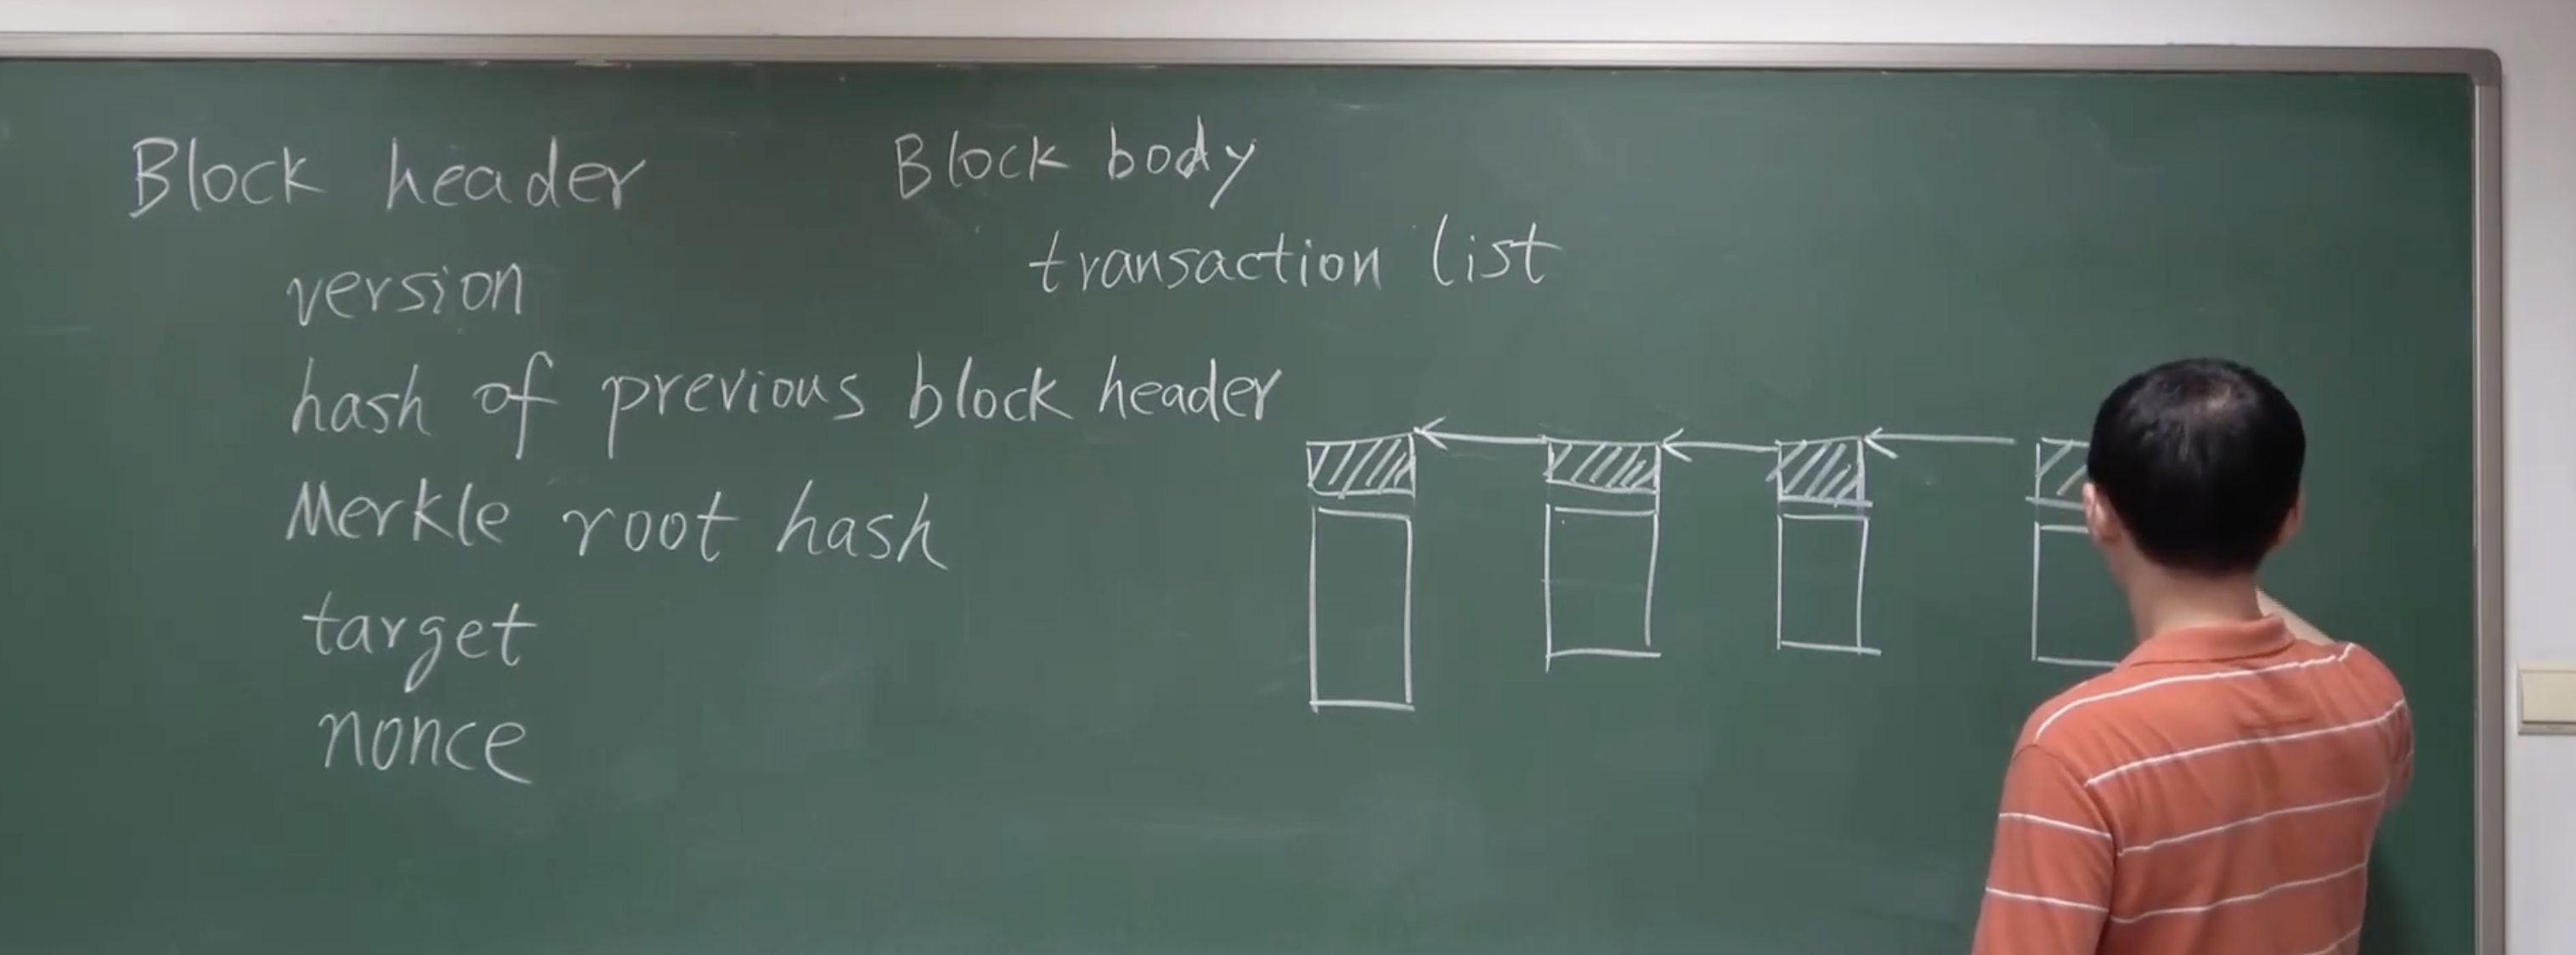 Block header
version
hash of previous block header
Merkle root hash
target
nonce
Block body
transaction list